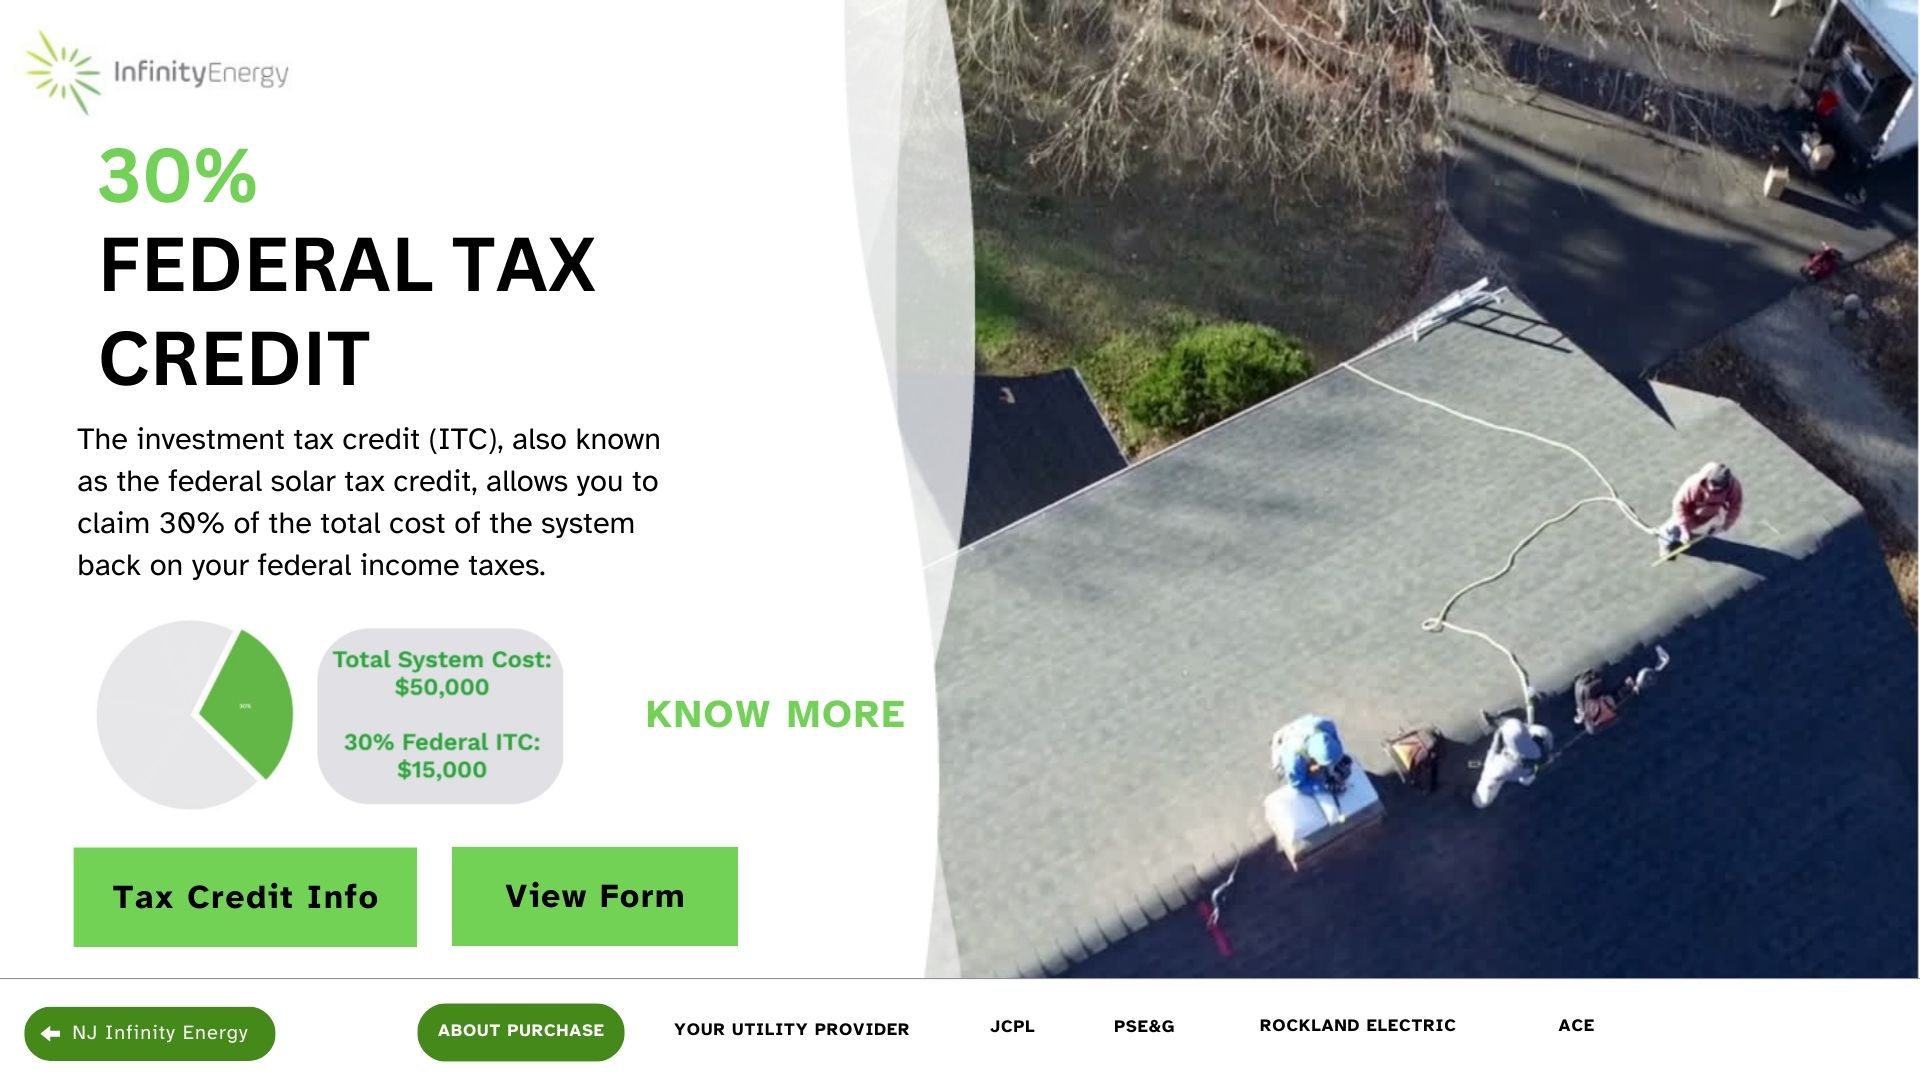 InfinityEnergy
30%
FEDERAL TAX
CREDIT
The investment tax credit (ITC), also known
as the federal solar tax credit, allows you to
claim 30% of the total cost of the system
back on your federal income taxes.
30%
Total System Cost:
$50,000
30% Federal ITC:
$15,000
KNOW MORE
Tax Credit Info
View Form
NJ Infinity Energy
ABOUT PURCHASE
YOUR UTILITY PROVIDER
JCPL
PSE&G
ROCKLAND ELECTRIC
ACE